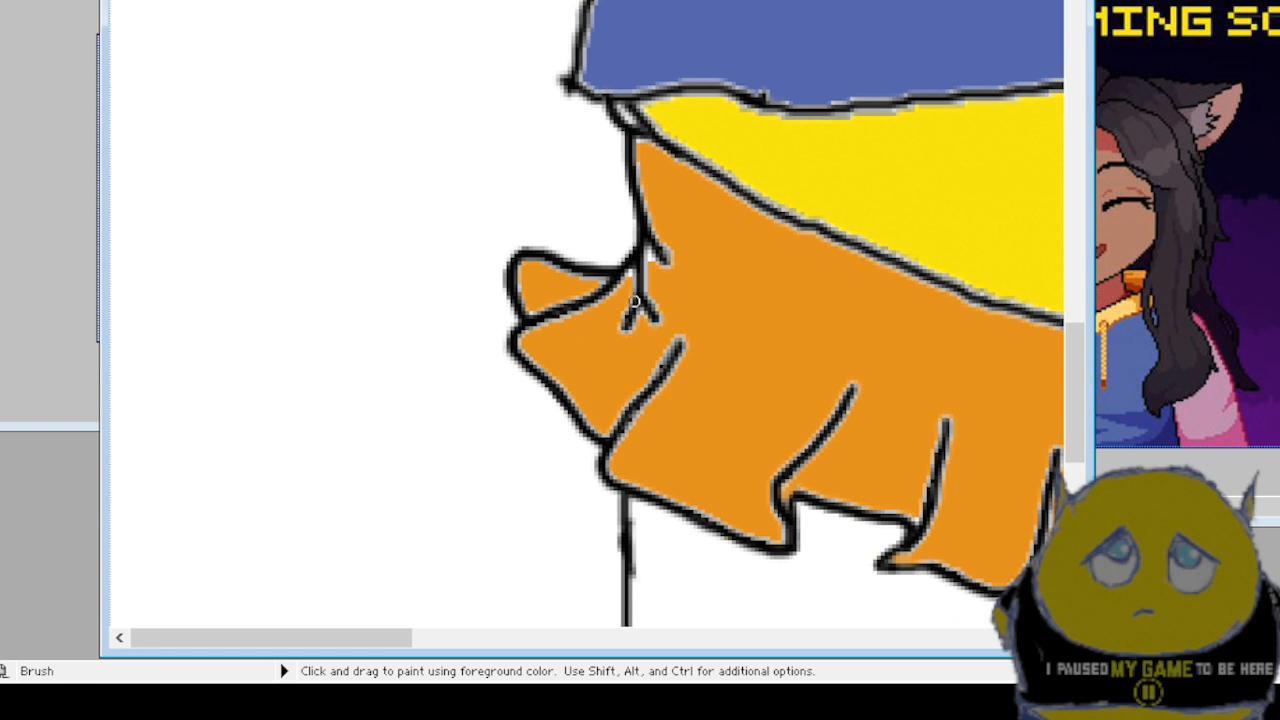 MING SO
I PAUSED MY GAME TO BE HERE
Brush
Click and drag to paint using foreground color. Use Shift, Alt, and Ctrl for additional options.